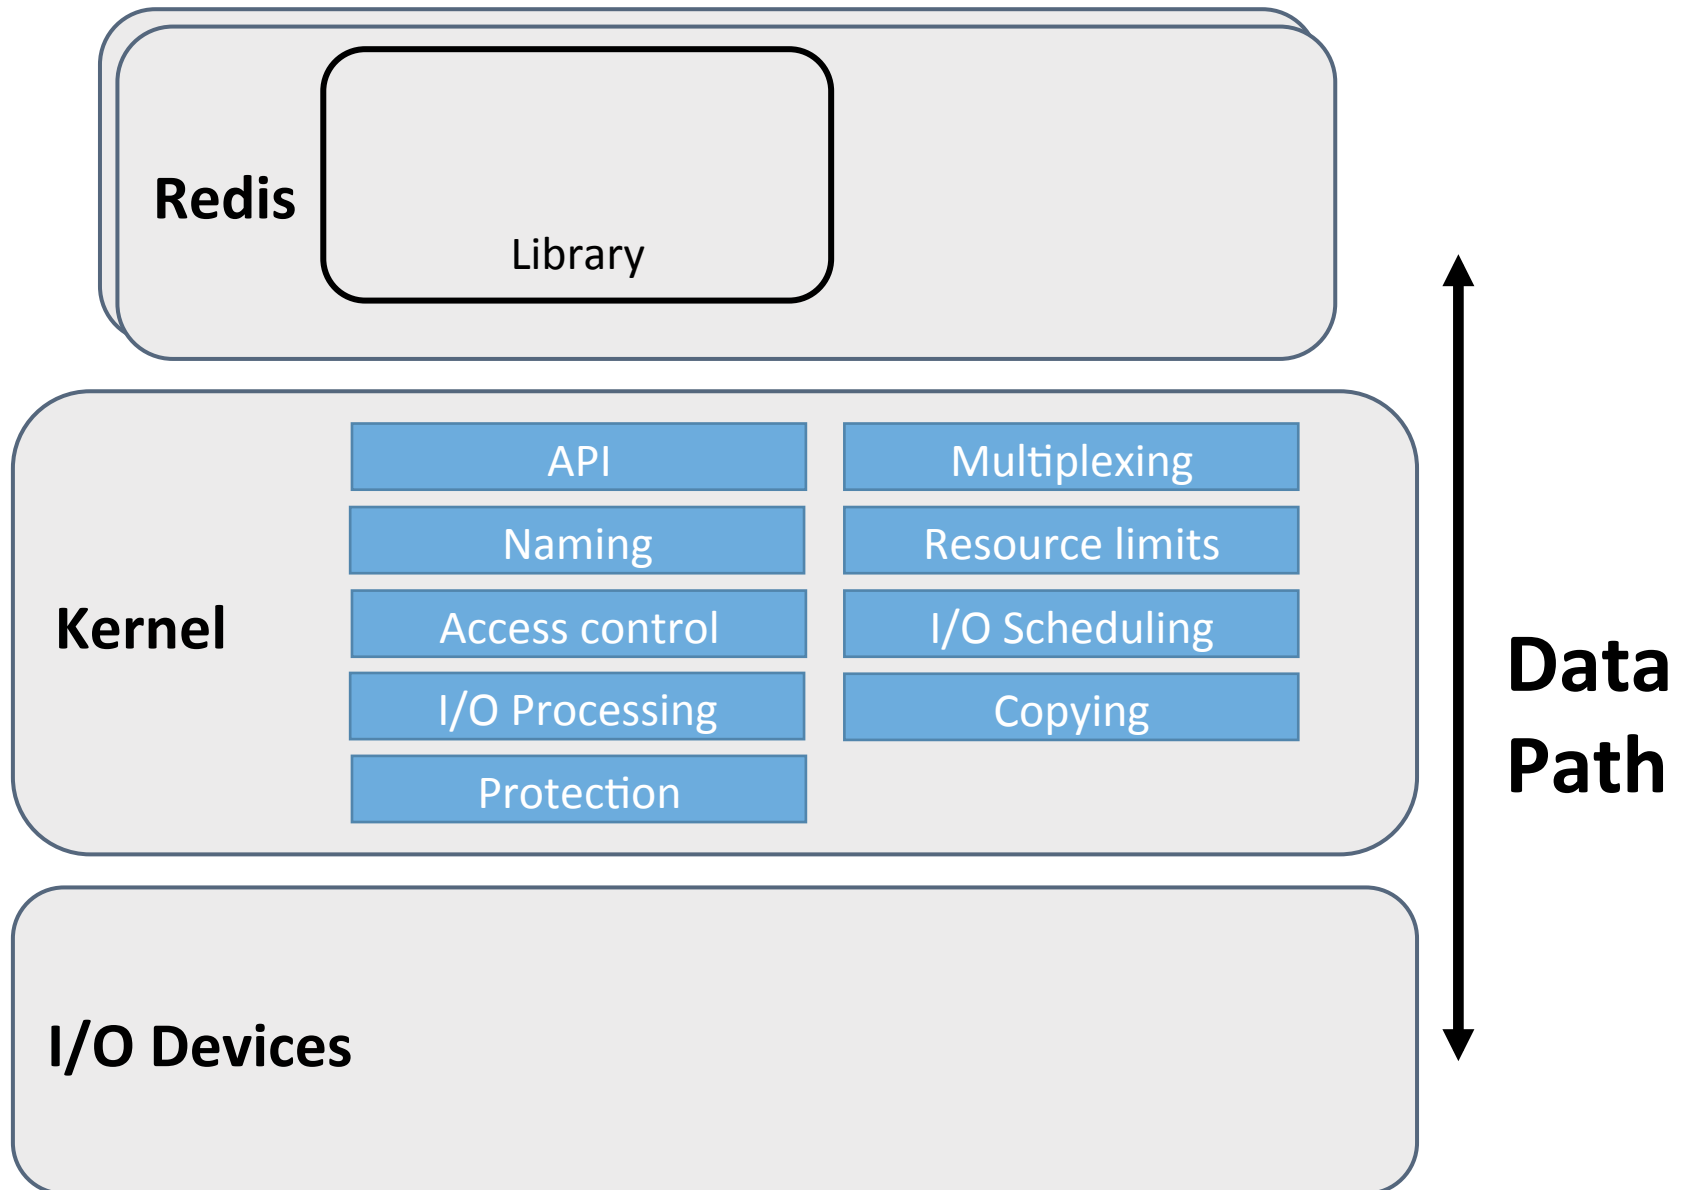 Redis
Library
Kernel
API
Multiplexing
Naming
Resource limits
Access control
I/O Scheduling
I/O Processing
Copying
Protection
Data
Path
I/O Devices